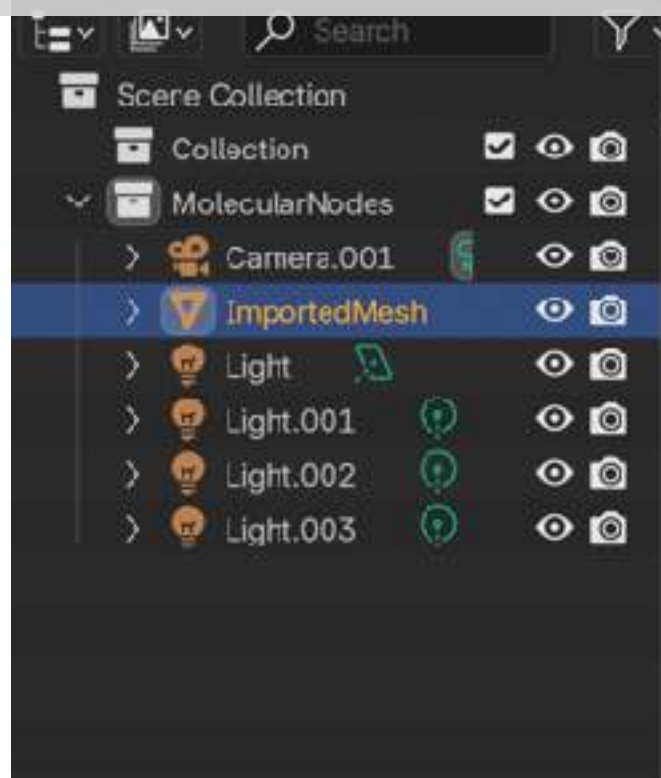 Search
Scene Collection
Collection
MolecularNodes
Camera.001
ImportedMesh
Light
Light.001
Light.002
Light.003